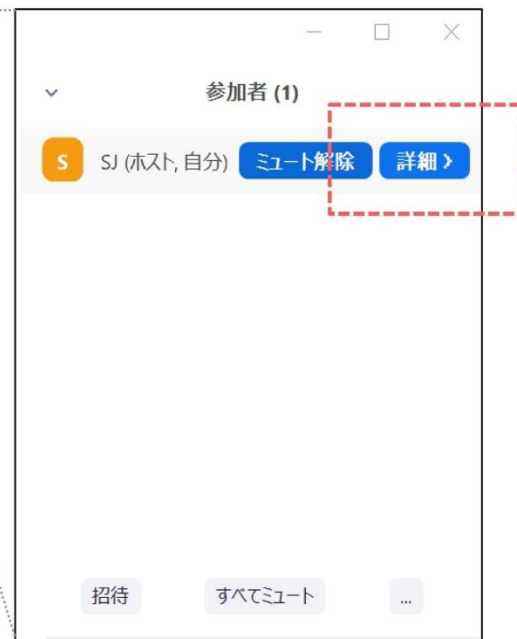 参加者 (1)
S SJ (ホスト, 自分) ミュート解除 詳細 >
招待 すべてミュート ...